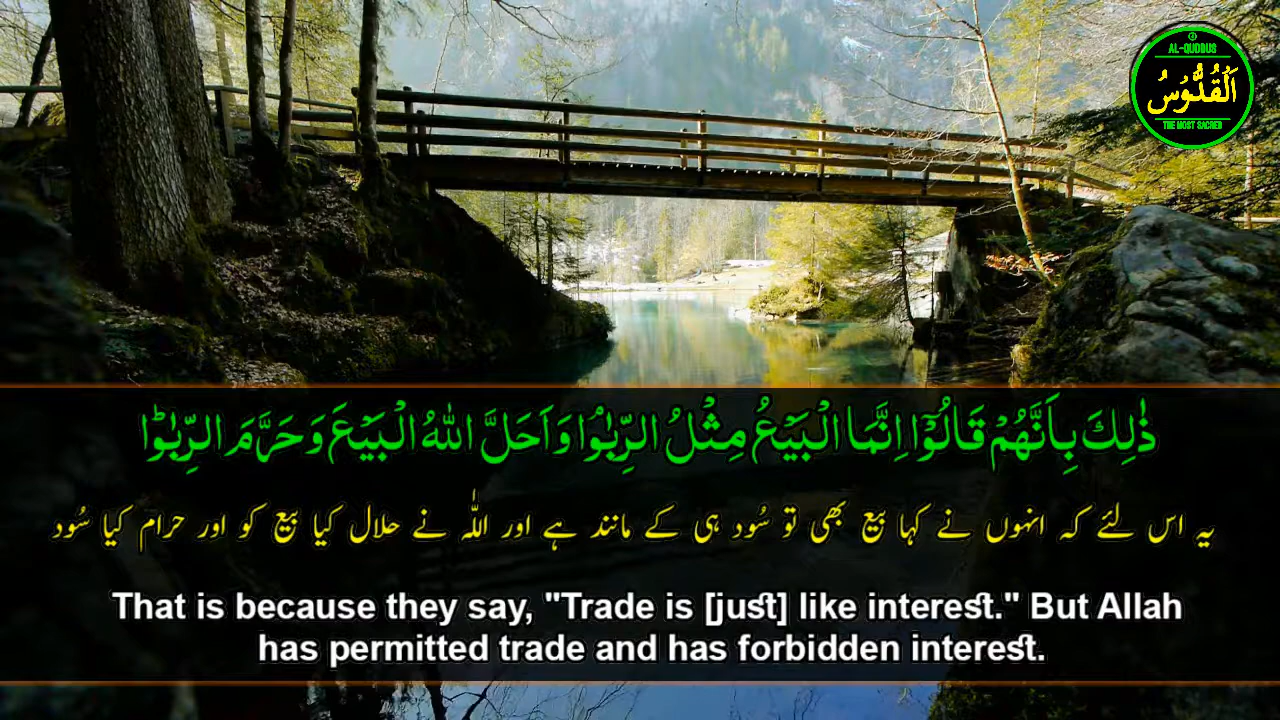 AL-QUDDUS
اَلْقُدُّوْسُ
THE MOST SACRED
ذٰلِكَ بِاَنَّهُمْ قَالُوْٓا اِنَّمَا الْبَيْعُ مِثْلُ الرِّبٰوا وَاَحَلَّ اللّٰهُ الْبَيْعَ وَحَرَّمَ الرِّبٰوا
یہ اس لئے کہ انہوں نے کہا بیع بھی تو سُود ہی کے مانند ہے اور اللّٰہ نے حلال کیا بیع کو اور حرام کیا سُود
That is because they say, "Trade is [just] like interest." But Allah
has permitted trade and has forbidden interest.